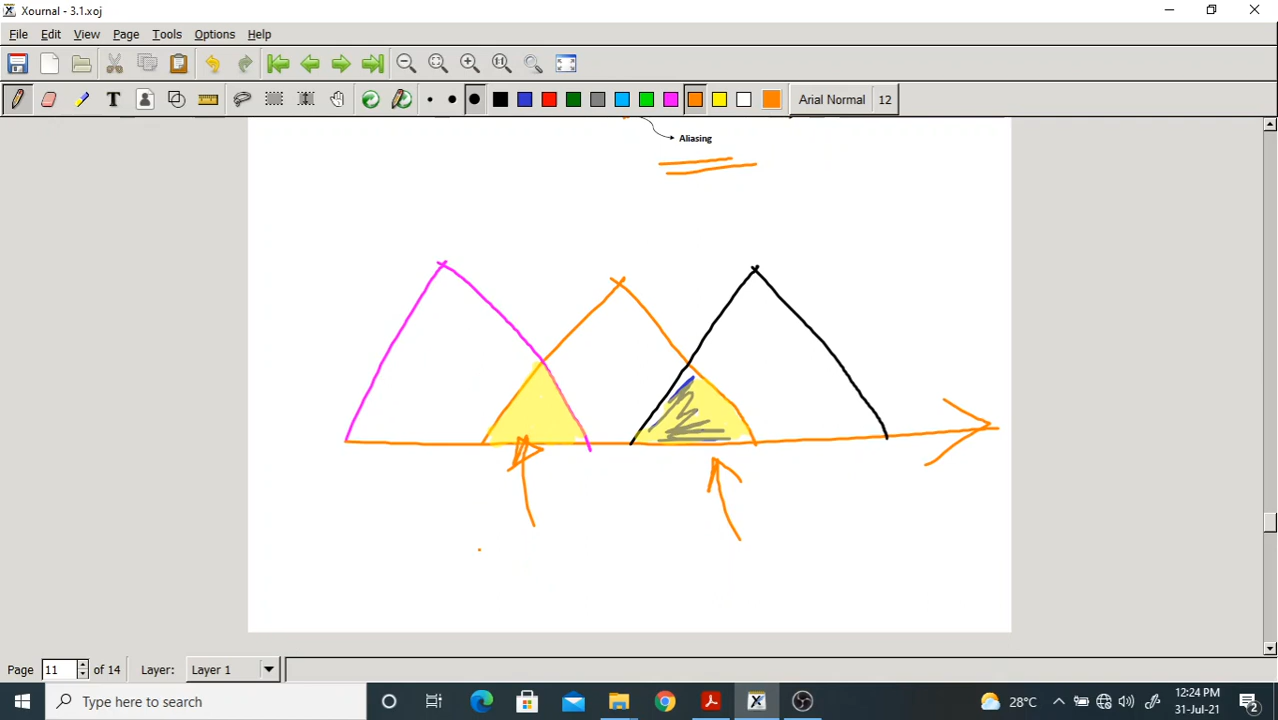 Xournal - 3.1.xoj
File Edit View Page Tools Options Help
Arial Normal 12
Aliasing
Page 11 of 14 Layer: Layer 1
Type here to search
28°C
12:24 PM
31-Jul-21
2